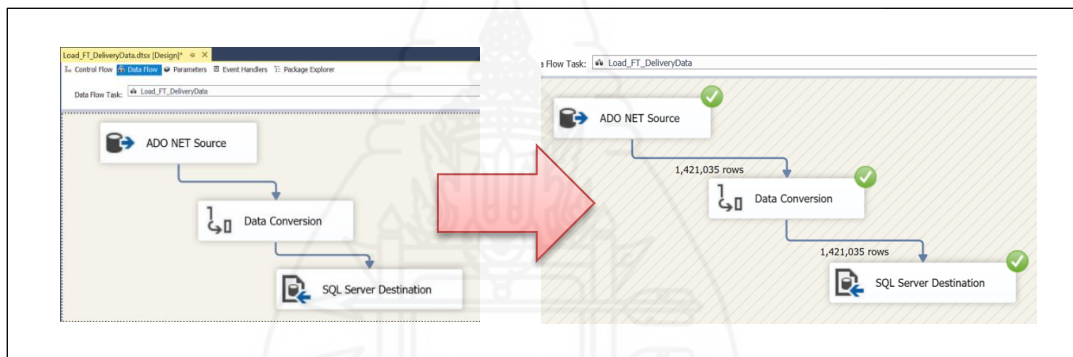 Load_FT_DeliveryData.dtsx [Design]*
Control Flow Data Flow Parameters Event Handlers Package Explorer
Data Flow Task: Load_FT_DeliveryData
ADO NET Source
Data Conversion
SQL Server Destination
Flow Task: Load_FT_DeliveryData
ADO NET Source
1,421,035 rows
Data Conversion
1,421,035 rows
SQL Server Destination